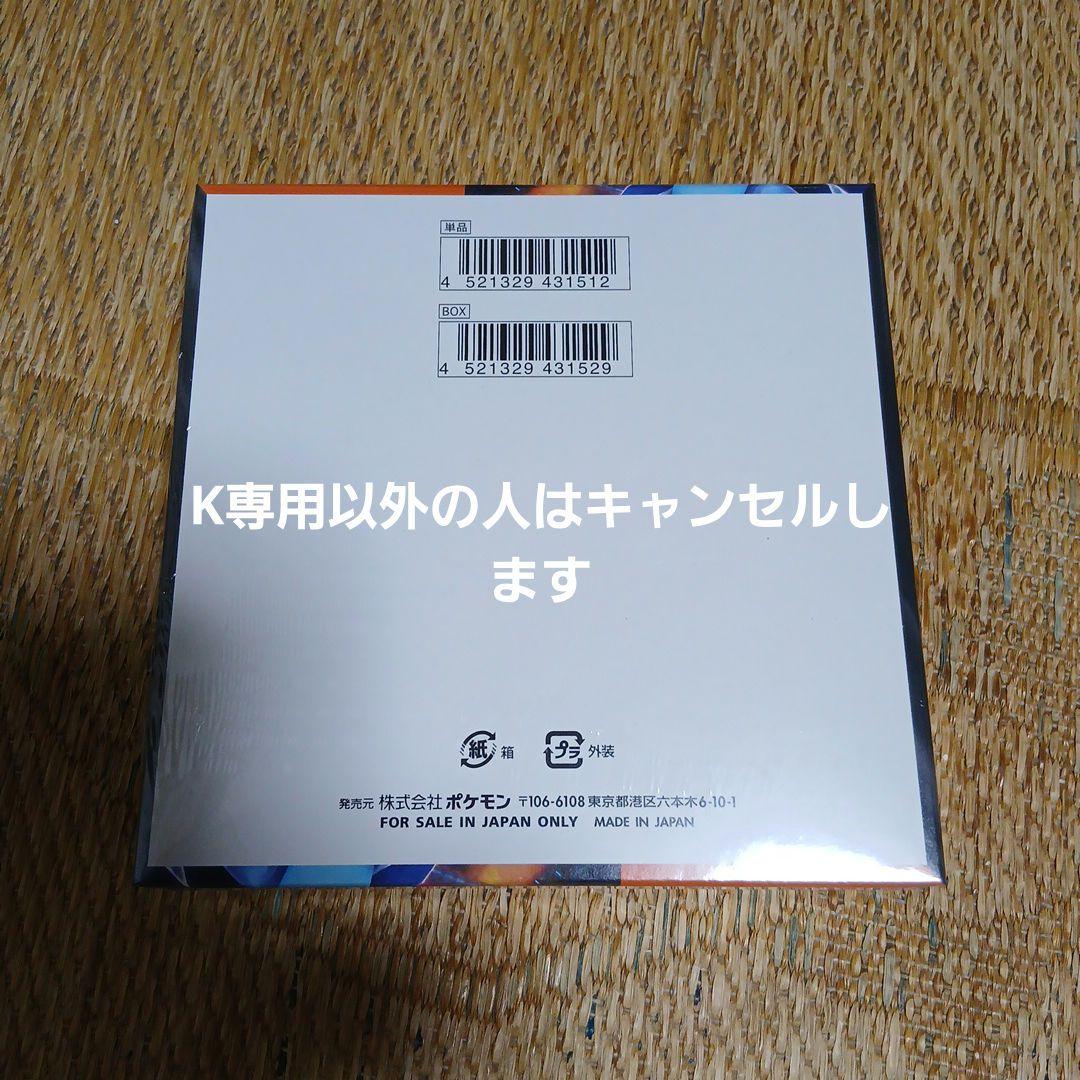 単品
4 521329 431512
BOX
4 521329 431529
K専用以外の人はキャンセルし
ます
紙 箱 プラ 外装
発売元 株式会社 ポケモン 〒106-6108 東京都港区六本木6-10-1
FOR SALE IN JAPAN ONLY MADE IN JAPAN